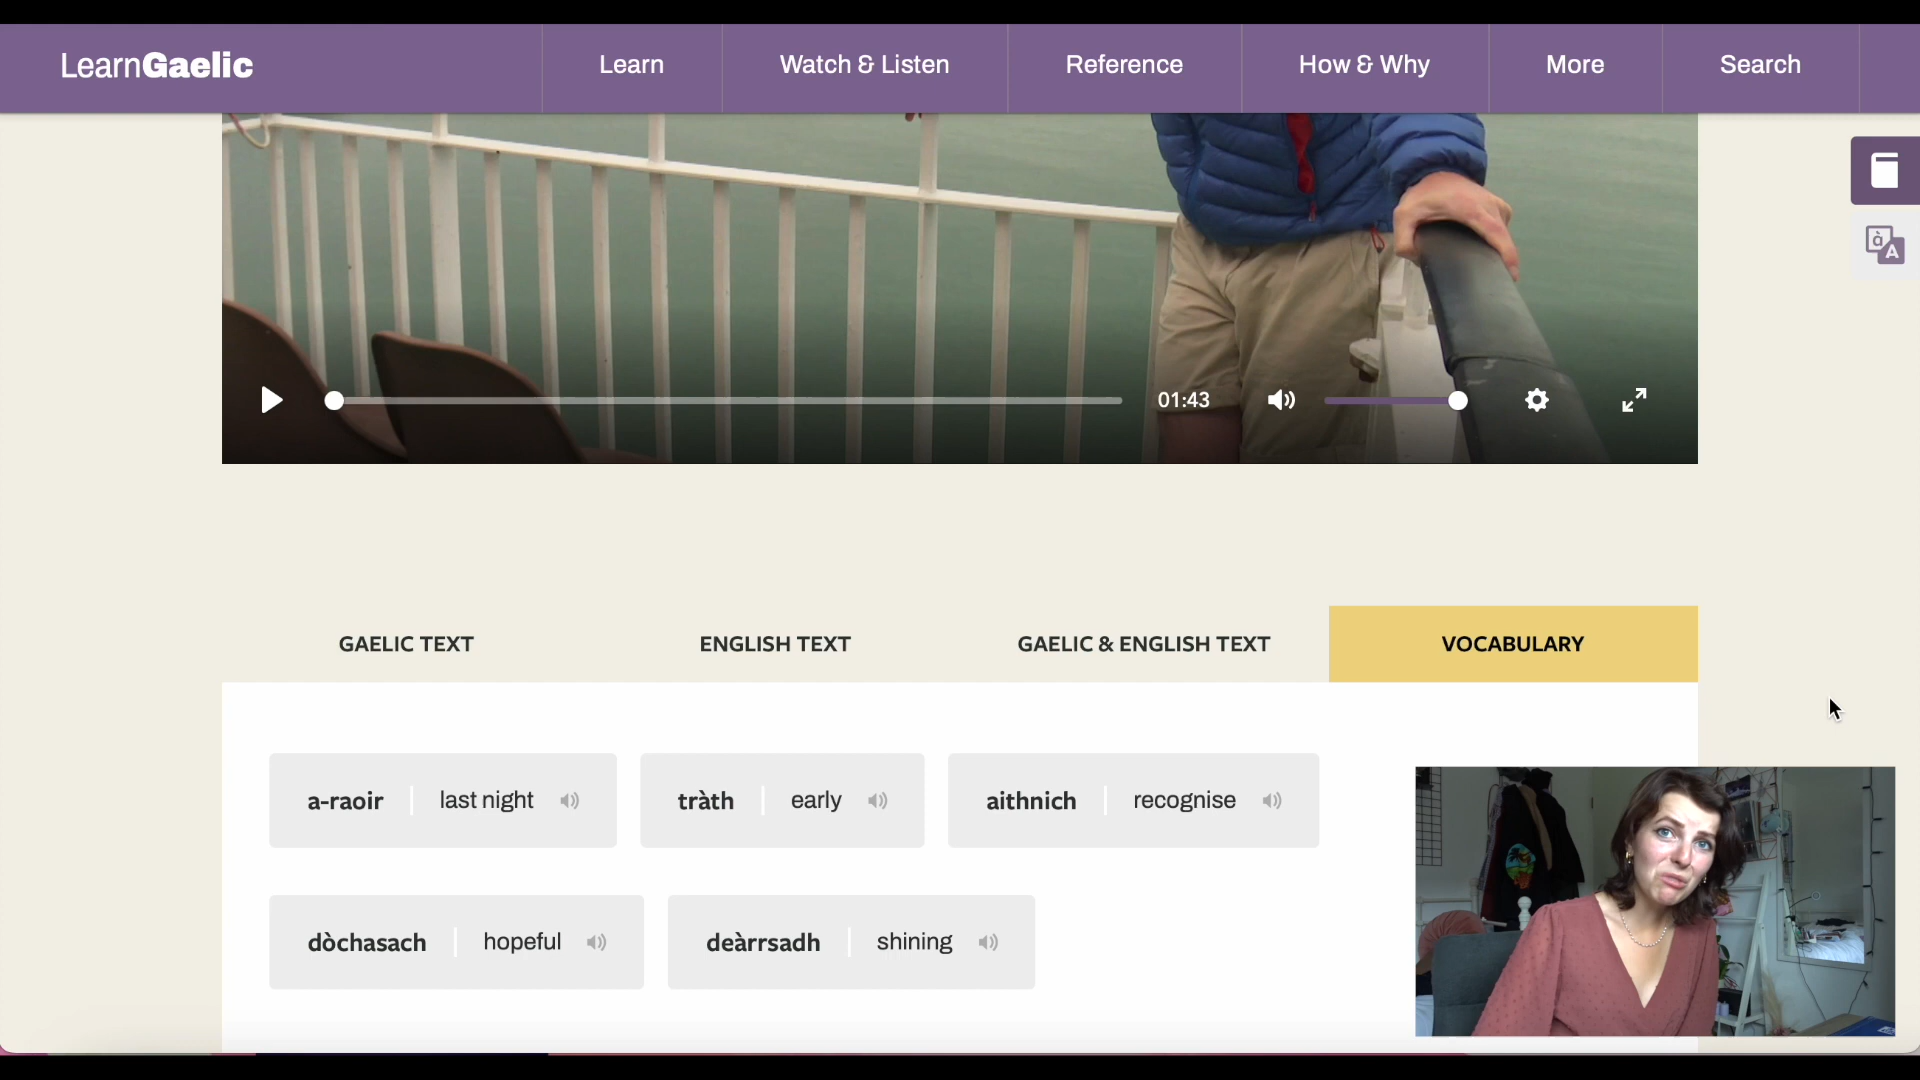 LearnGaelic Learn Watch & Listen Reference How & Why More Search
à A
01:43
GAELIC TEXT ENGLISH TEXT GAELIC & ENGLISH TEXT VOCABULARY
a-raoir last night tràth early aithnich recognise
dòchasach hopeful deàrrsadh shining